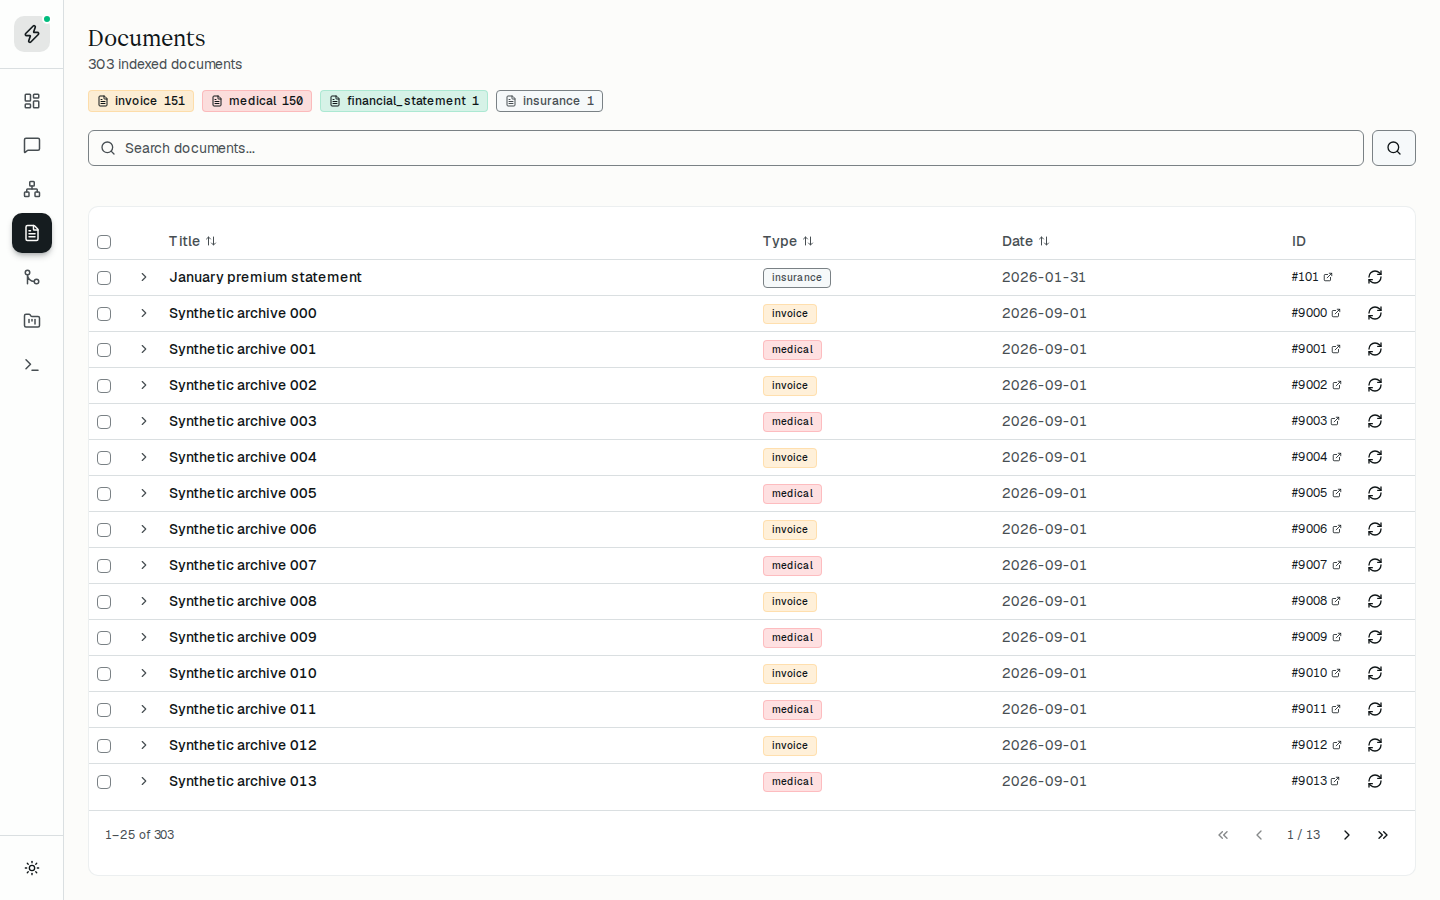 Documents
303 indexed documents
invoice 151 medical 150 financial_statement 1 insurance 1
Search documents...
Title Type Date ID
January premium statement insurance 2026-01-31 #101
Synthetic archive 000 invoice 2026-09-01 #9000
Synthetic archive 001 medical 2026-09-01 #9001
Synthetic archive 002 invoice 2026-09-01 #9002
Synthetic archive 003 medical 2026-09-01 #9003
Synthetic archive 004 invoice 2026-09-01 #9004
Synthetic archive 005 medical 2026-09-01 #9005
Synthetic archive 006 invoice 2026-09-01 #9006
Synthetic archive 007 medical 2026-09-01 #9007
Synthetic archive 008 invoice 2026-09-01 #9008
Synthetic archive 009 medical 2026-09-01 #9009
Synthetic archive 010 invoice 2026-09-01 #9010
Synthetic archive 011 medical 2026-09-01 #9011
Synthetic archive 012 invoice 2026-09-01 #9012
Synthetic archive 013 medical 2026-09-01 #9013
1–25 of 303 1 / 13